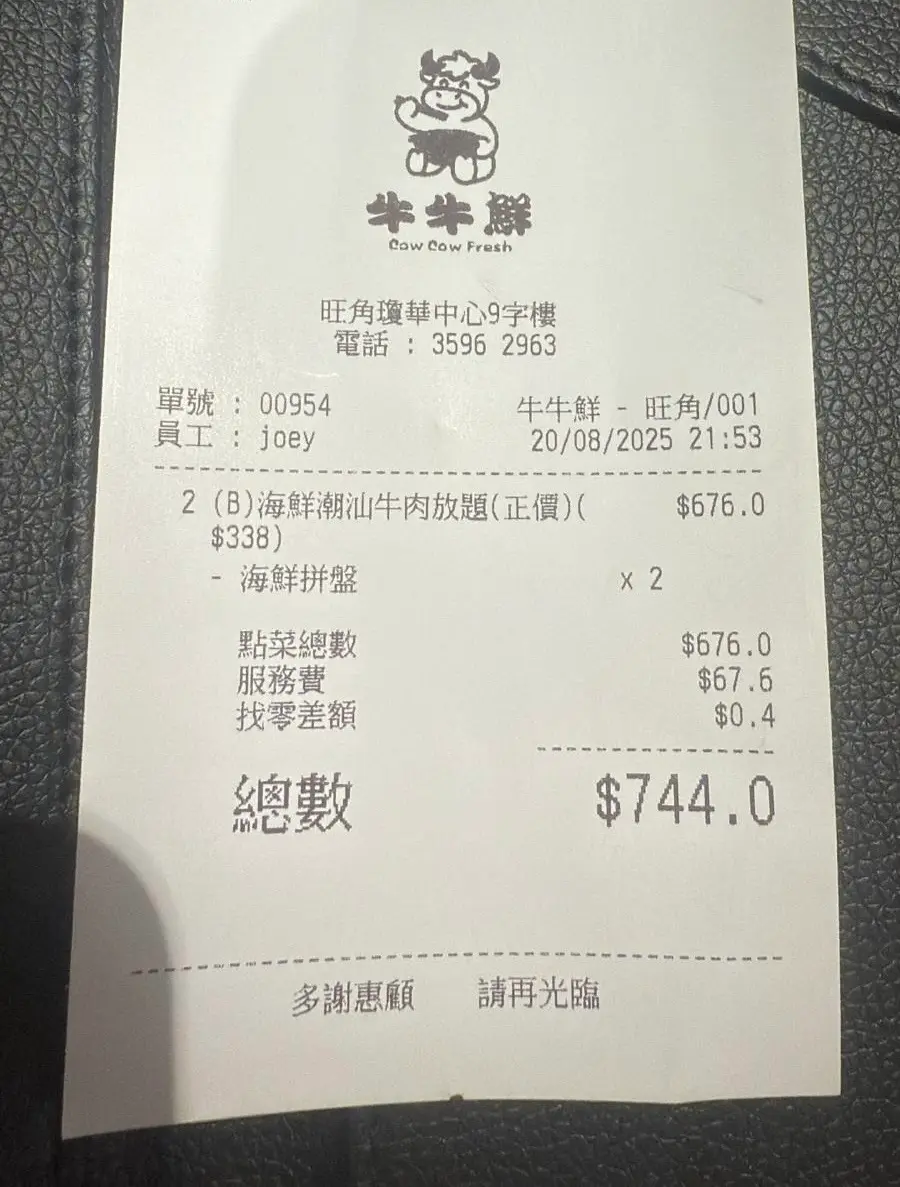 牛牛鮮
Cow Cow Fresh
旺角瓊華中心9字樓
電話 : 3596 2963
單號 : 00954 牛牛鮮 - 旺角/001
員工 : joey 20/08/2025 21:53
2 (B)海鮮潮汕牛肉放題(正價)( $676.0
$338)
- 海鮮拼盤 x 2
點菜總數 $676.0
服務費 $67.6
找零差額 $0.4
總數 $744.0
多謝惠顧 請再光臨